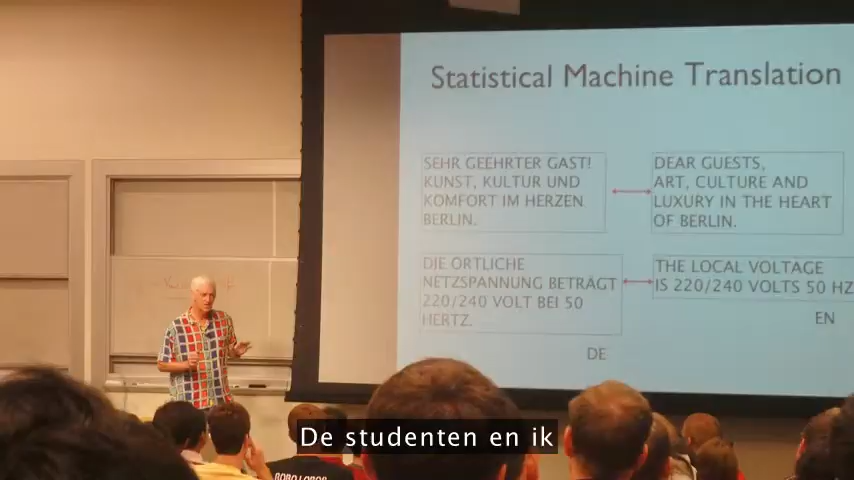 Statistical Machine Translation
SEHR GEEHRTER GAST!
KUNST, KULTUR UND
KOMFORT IM HERZEN
BERLIN.
DEAR GUESTS,
ART, CULTURE AND
LUXURY IN THE HEART
OF BERLIN.
DIE ÖRTLICHE
NETZSPANNUNG BETRÄGT
220/240 VOLT BEI 50
HERTZ.
THE LOCAL VOLTAGE
IS 220/240 VOLTS 50 HZ
DE
EN
De studenten en ik